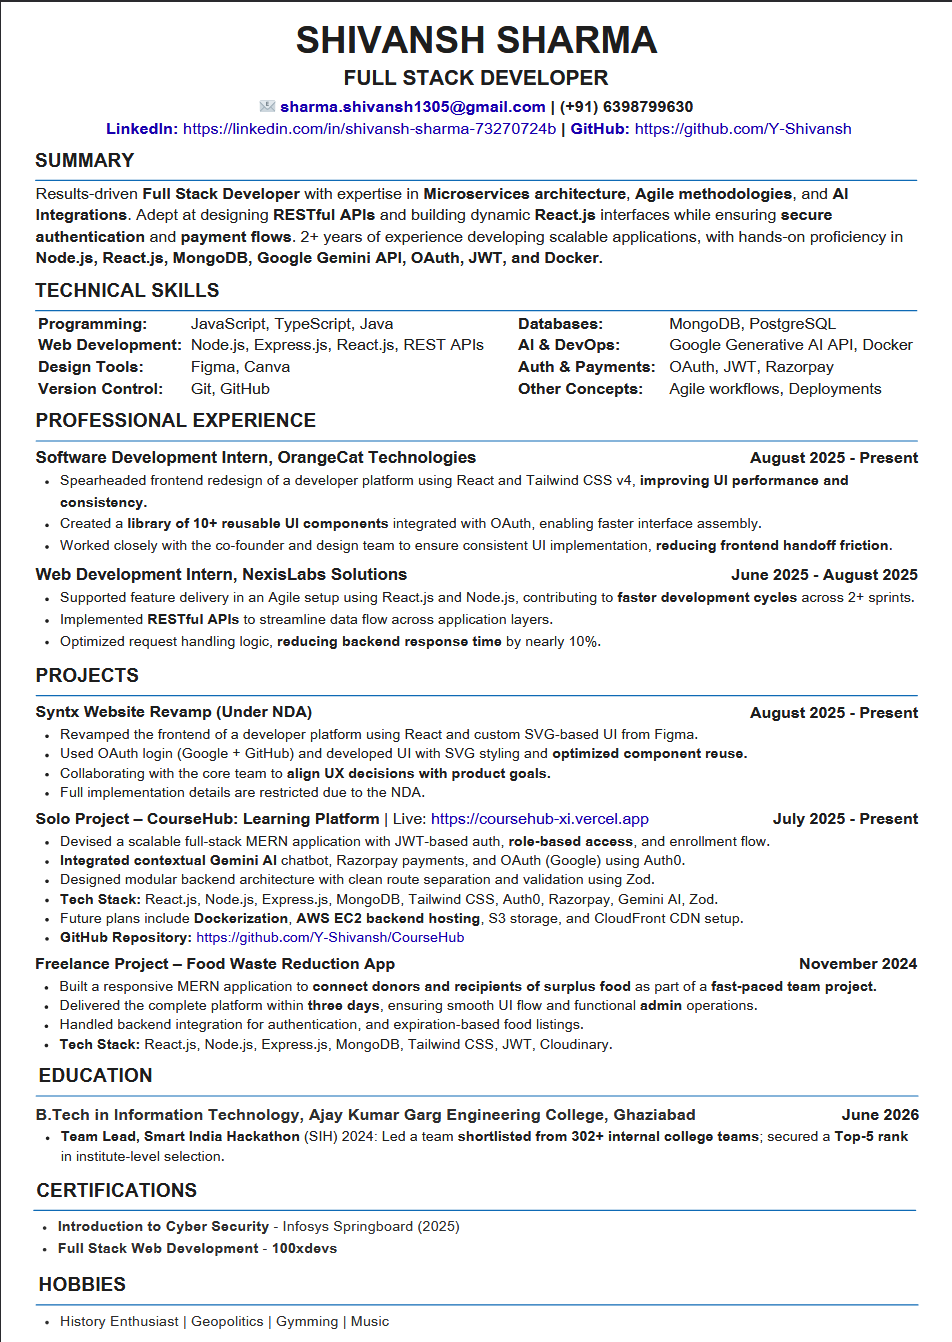 SHIVANSH SHARMA
FULL STACK DEVELOPER
sharma.shivansh1305@gmail.com | (+91) 6398799630
LinkedIn: https://linkedin.com/in/shivansh-sharma-73270724b | GitHub: https://github.com/Y-Shivansh
SUMMARY
Results-driven Full Stack Developer with expertise in Microservices architecture, Agile methodologies, and AI
Integrations. Adept at designing RESTful APIs and building dynamic React.js interfaces while ensuring secure
authentication and payment flows. 2+ years of experience developing scalable applications, with hands-on proficiency in
Node.js, React.js, MongoDB, Google Gemini API, OAuth, JWT, and Docker.
TECHNICAL SKILLS
Programming: JavaScript, TypeScript, Java Databases: MongoDB, PostgreSQL
Web Development: Node.js, Express.js, React.js, REST APIs AI & DevOps: Google Generative AI API, Docker
Design Tools: Figma, Canva Auth & Payments: OAuth, JWT, Razorpay
Version Control: Git, GitHub Other Concepts: Agile workflows, Deployments
PROFESSIONAL EXPERIENCE
Software Development Intern, OrangeCat Technologies August 2025 - Present
• Spearheaded frontend redesign of a developer platform using React and Tailwind CSS v4, improving UI performance and
consistency.
• Created a library of 10+ reusable UI components integrated with OAuth, enabling faster interface assembly.
• Worked closely with the co-founder and design team to ensure consistent UI implementation, reducing frontend handoff friction.
Web Development Intern, NexisLabs Solutions June 2025 - August 2025
• Supported feature delivery in an Agile setup using React.js and Node.js, contributing to faster development cycles across 2+ sprints.
• Implemented RESTful APIs to streamline data flow across application layers.
• Optimized request handling logic, reducing backend response time by nearly 10%.
PROJECTS
Syntx Website Revamp (Under NDA) August 2025 - Present
• Revamped the frontend of a developer platform using React and custom SVG-based UI from Figma.
• Used OAuth login (Google + GitHub) and developed UI with SVG styling and optimized component reuse.
• Collaborating with the core team to align UX decisions with product goals.
• Full implementation details are restricted due to the NDA.
Solo Project – CourseHub: Learning Platform | Live: https://coursehub-xi.vercel.app July 2025 - Present
• Devised a scalable full-stack MERN application with JWT-based auth, role-based access, and enrollment flow.
• Integrated contextual Gemini AI chatbot, Razorpay payments, and OAuth (Google) using Auth0.
• Designed modular backend architecture with clean route separation and validation using Zod.
• Tech Stack: React.js, Node.js, Express.js, MongoDB, Tailwind CSS, Auth0, Razorpay, Gemini AI, Zod.
• Future plans include Dockerization, AWS EC2 backend hosting, S3 storage, and CloudFront CDN setup.
• GitHub Repository: https://github.com/Y-Shivansh/CourseHub
Freelance Project – Food Waste Reduction App November 2024
• Built a responsive MERN application to connect donors and recipients of surplus food as part of a fast-paced team project.
• Delivered the complete platform within three days, ensuring smooth UI flow and functional admin operations.
• Handled backend integration for authentication, and expiration-based food listings.
• Tech Stack: React.js, Node.js, Express.js, MongoDB, Tailwind CSS, JWT, Cloudinary.
EDUCATION
B.Tech in Information Technology, Ajay Kumar Garg Engineering College, Ghaziabad June 2026
• Team Lead, Smart India Hackathon (SIH) 2024: Led a team shortlisted from 302+ internal college teams; secured a Top-5 rank
in institute-level selection.
CERTIFICATIONS
• Introduction to Cyber Security - Infosys Springboard (2025)
• Full Stack Web Development - 100xdevs
HOBBIES
• History Enthusiast | Geopolitics | Gymming | Music